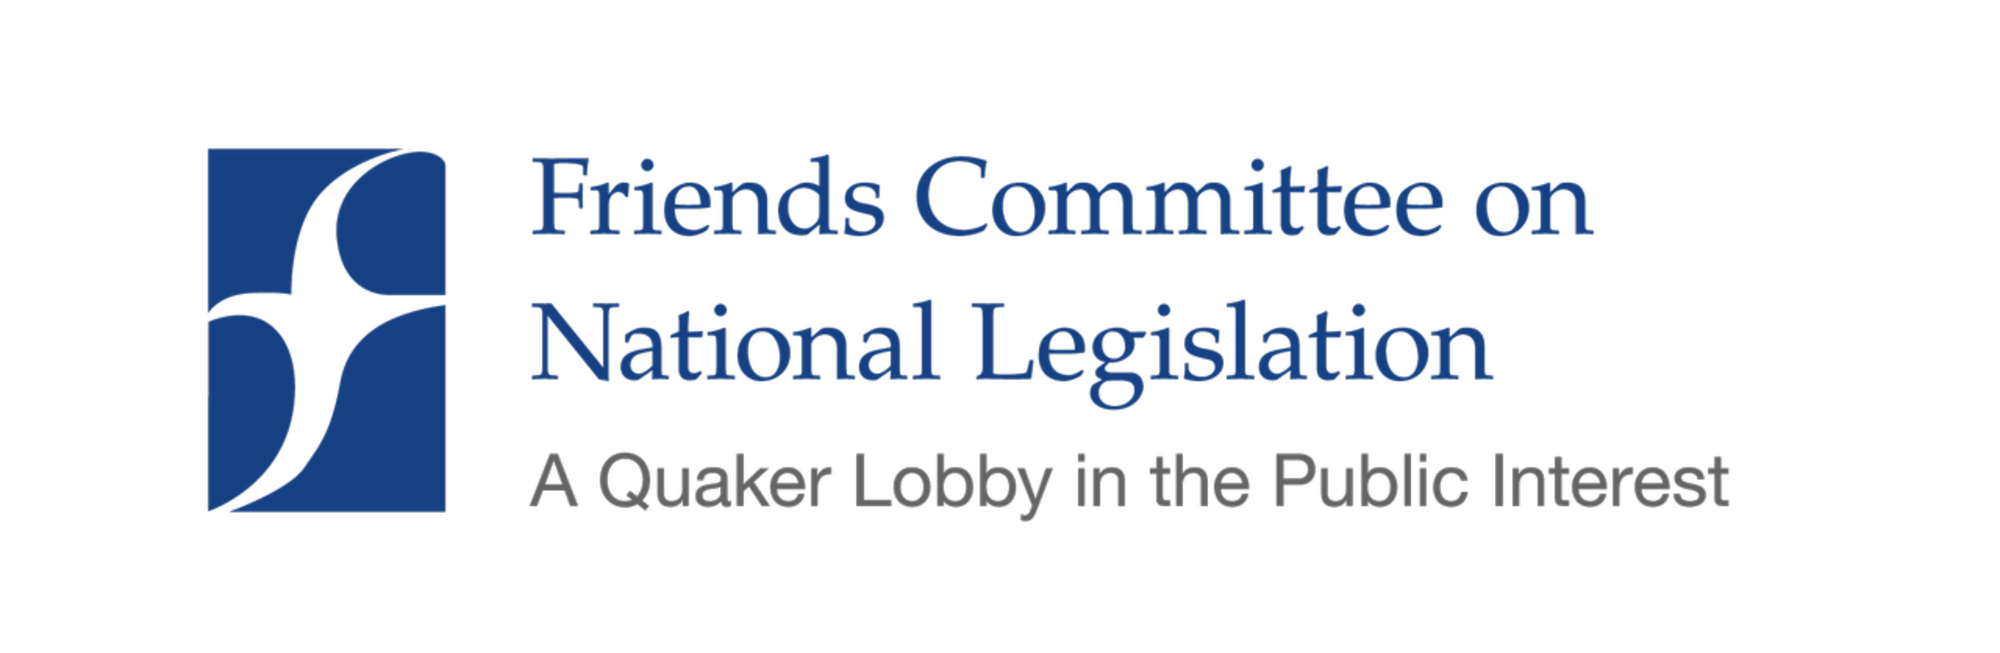 Friends Committee on
National Legislation
A Quaker Lobby in the Public Interest